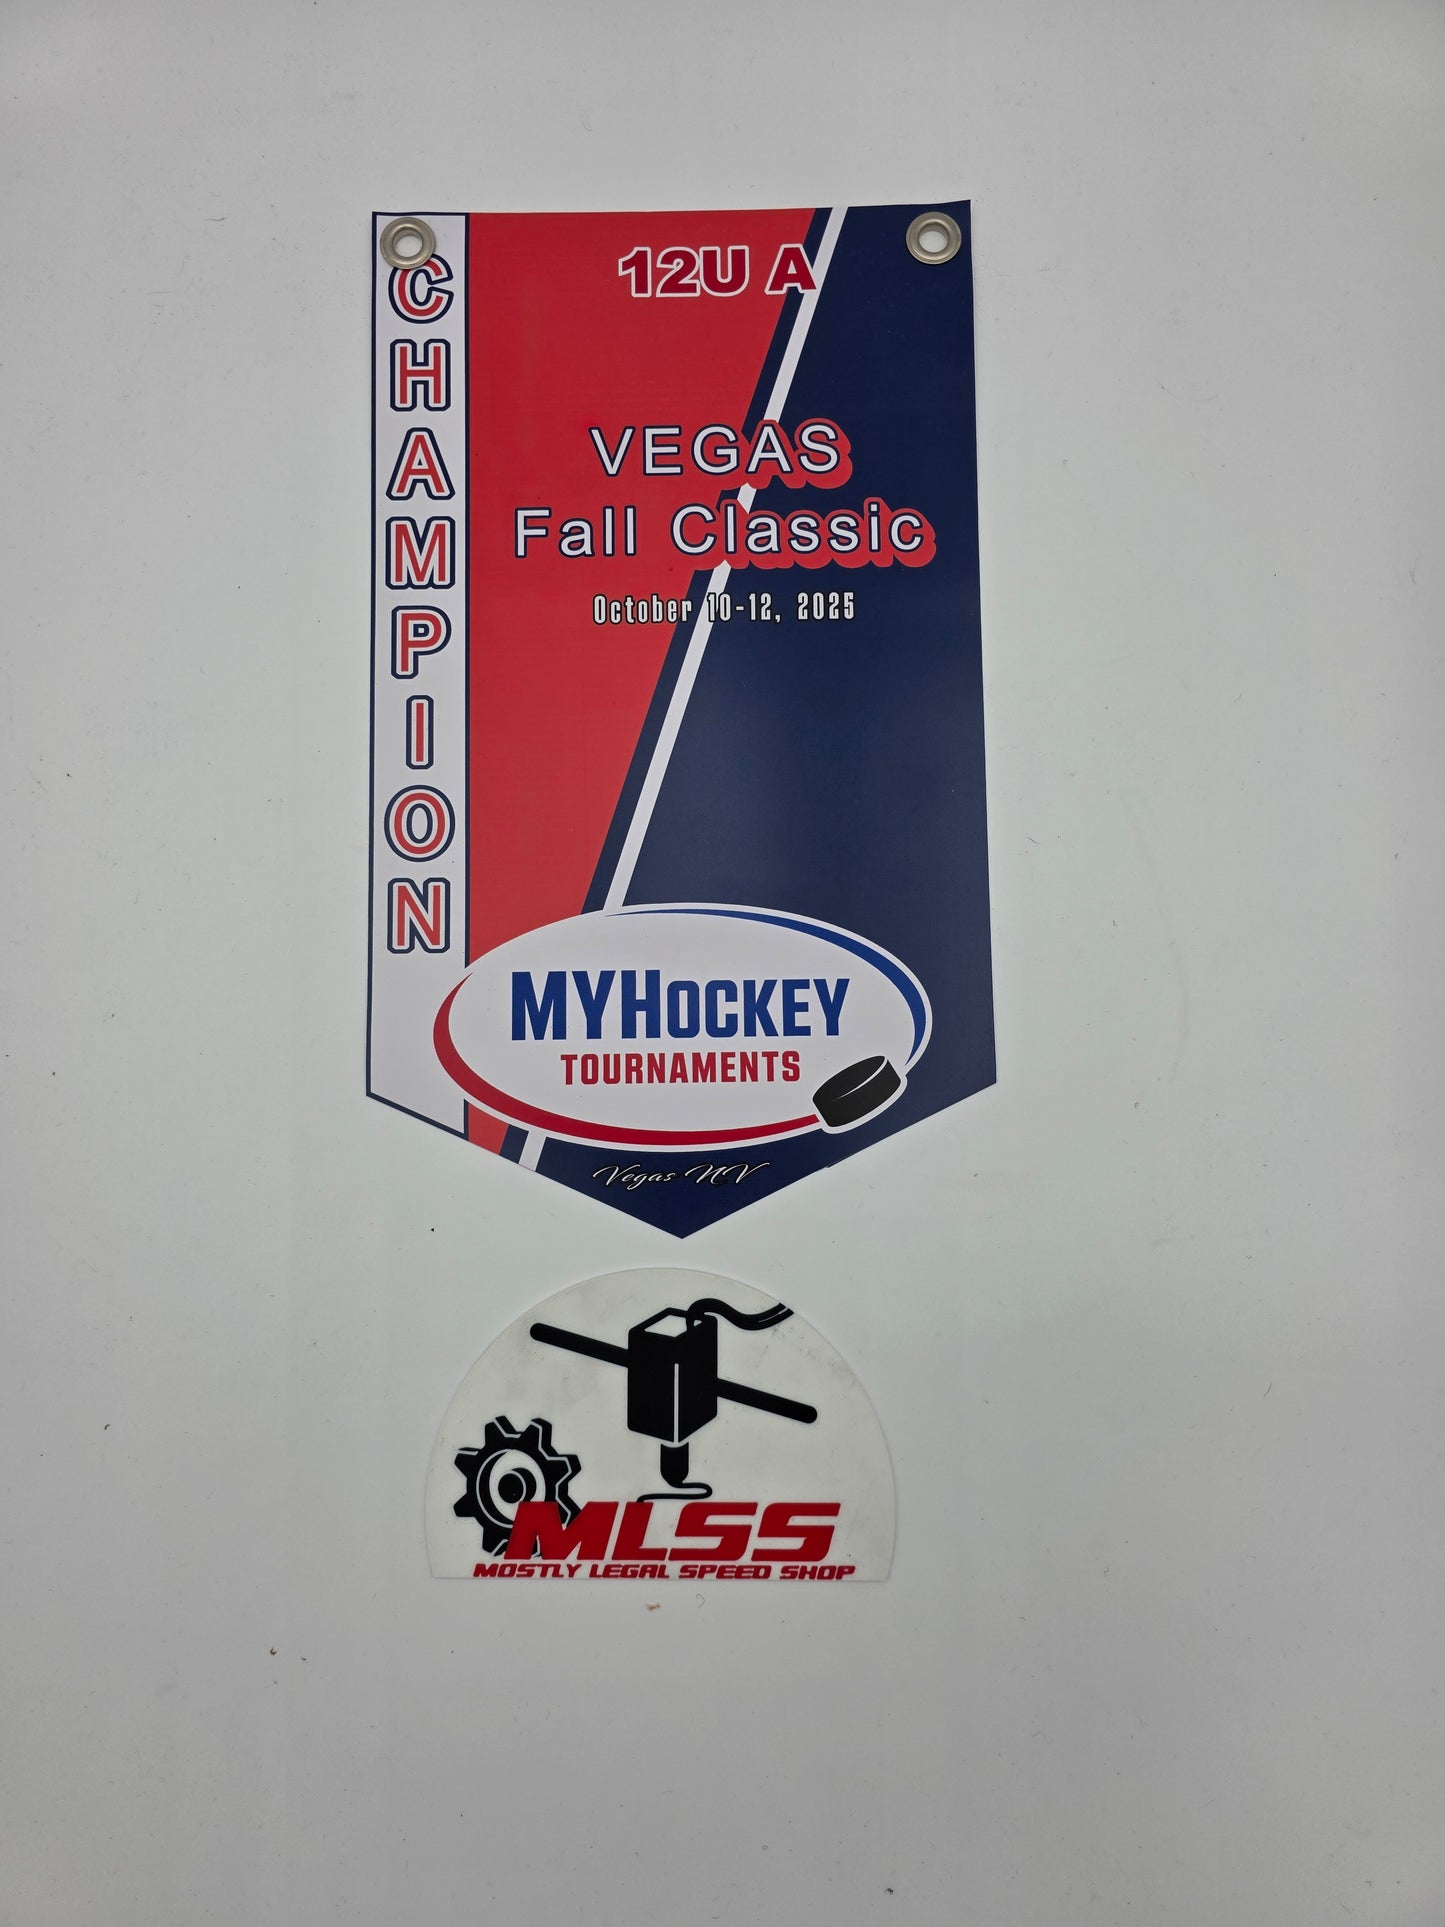 CHAMPION
12U A
VEGAS
Fall Classic
October 10-12, 2025
MYHOCKEY
TOURNAMENTS
Vegas NV
MLSS
MOSTLY LEGAL SPEED SHOP